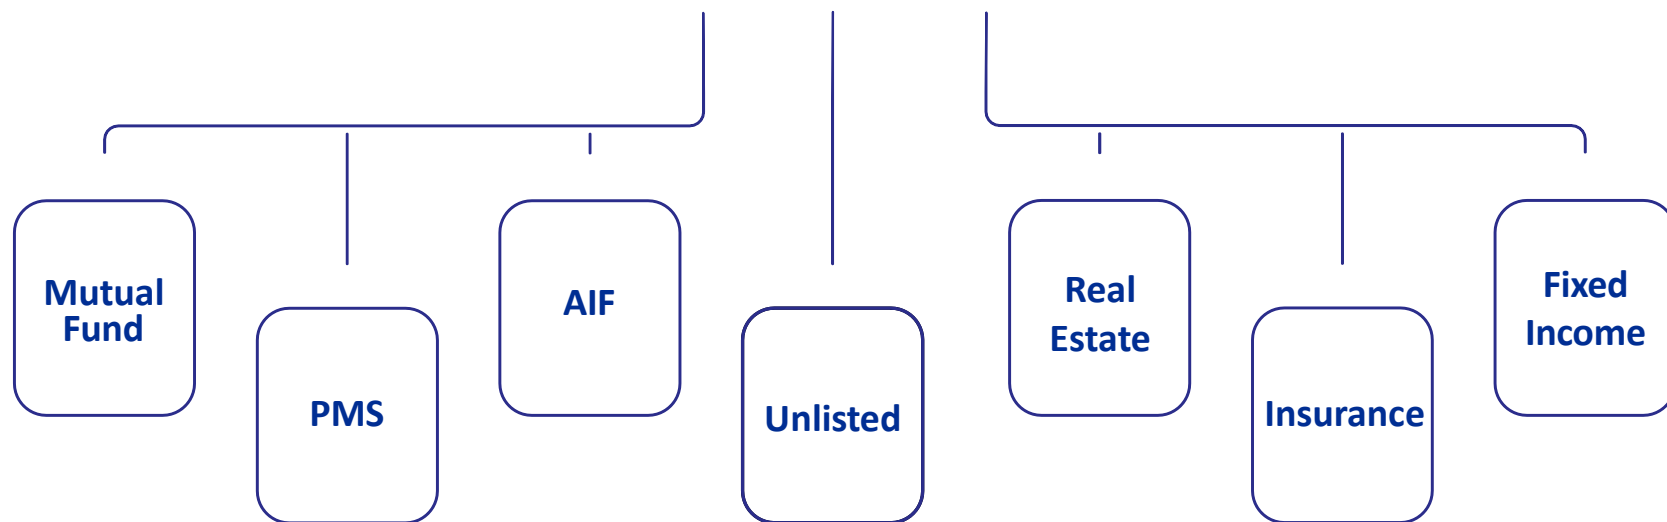 Mutual
Fund
PMS
AIF
Unlisted
Real
Estate
Insurance
Fixed
Income